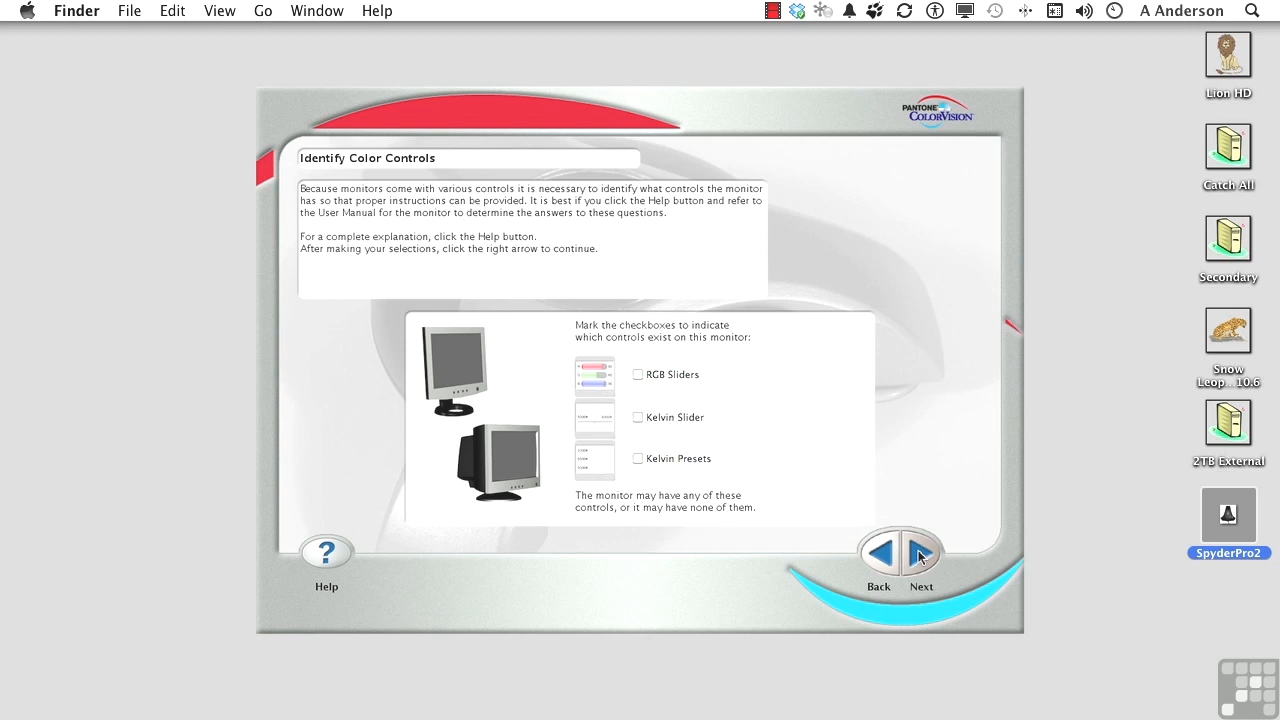 Finder File Edit View Go Window Help A Anderson
PANTONE
COLORVISION
Identify Color Controls
Because monitors come with various controls it is necessary to identify what controls the monitor
has so that proper instructions can be provided. It is best if you click the Help button and refer to
the User Manual for the monitor to determine the answers to these questions.
For a complete explanation, click the Help button.
After making your selections, click the right arrow to continue.
Mark the checkboxes to indicate
which controls exist on this monitor:
RGB Sliders
Kelvin Slider
Kelvin Presets
The monitor may have any of these
controls, or it may have none of them.
?
Help
Back Next
Lion HD
Catch All
Secondary
Snow
Leop...10.6
2TB External
SpyderPro2